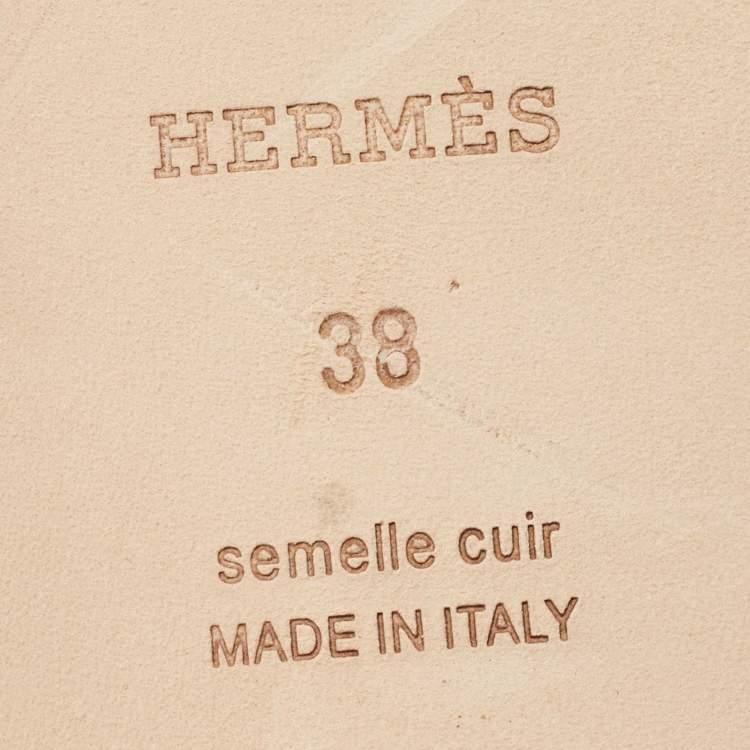 HERMÈS
38
semelle cuir
MADE IN ITALY